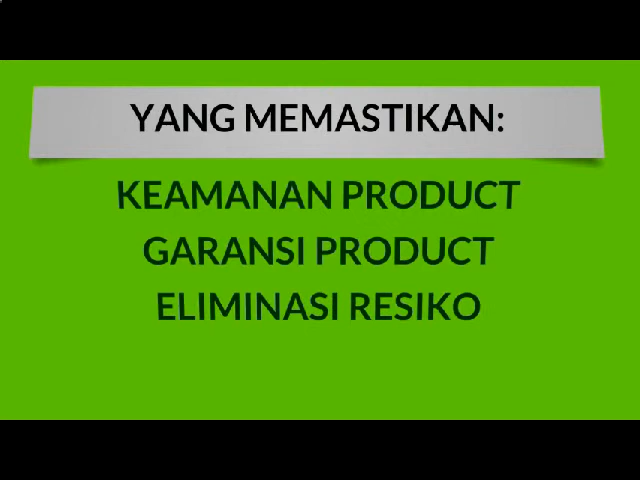 YANG MEMASTIKAN:
KEAMANAN PRODUCT
GARANSI PRODUCT
ELIMINASI RESIKO